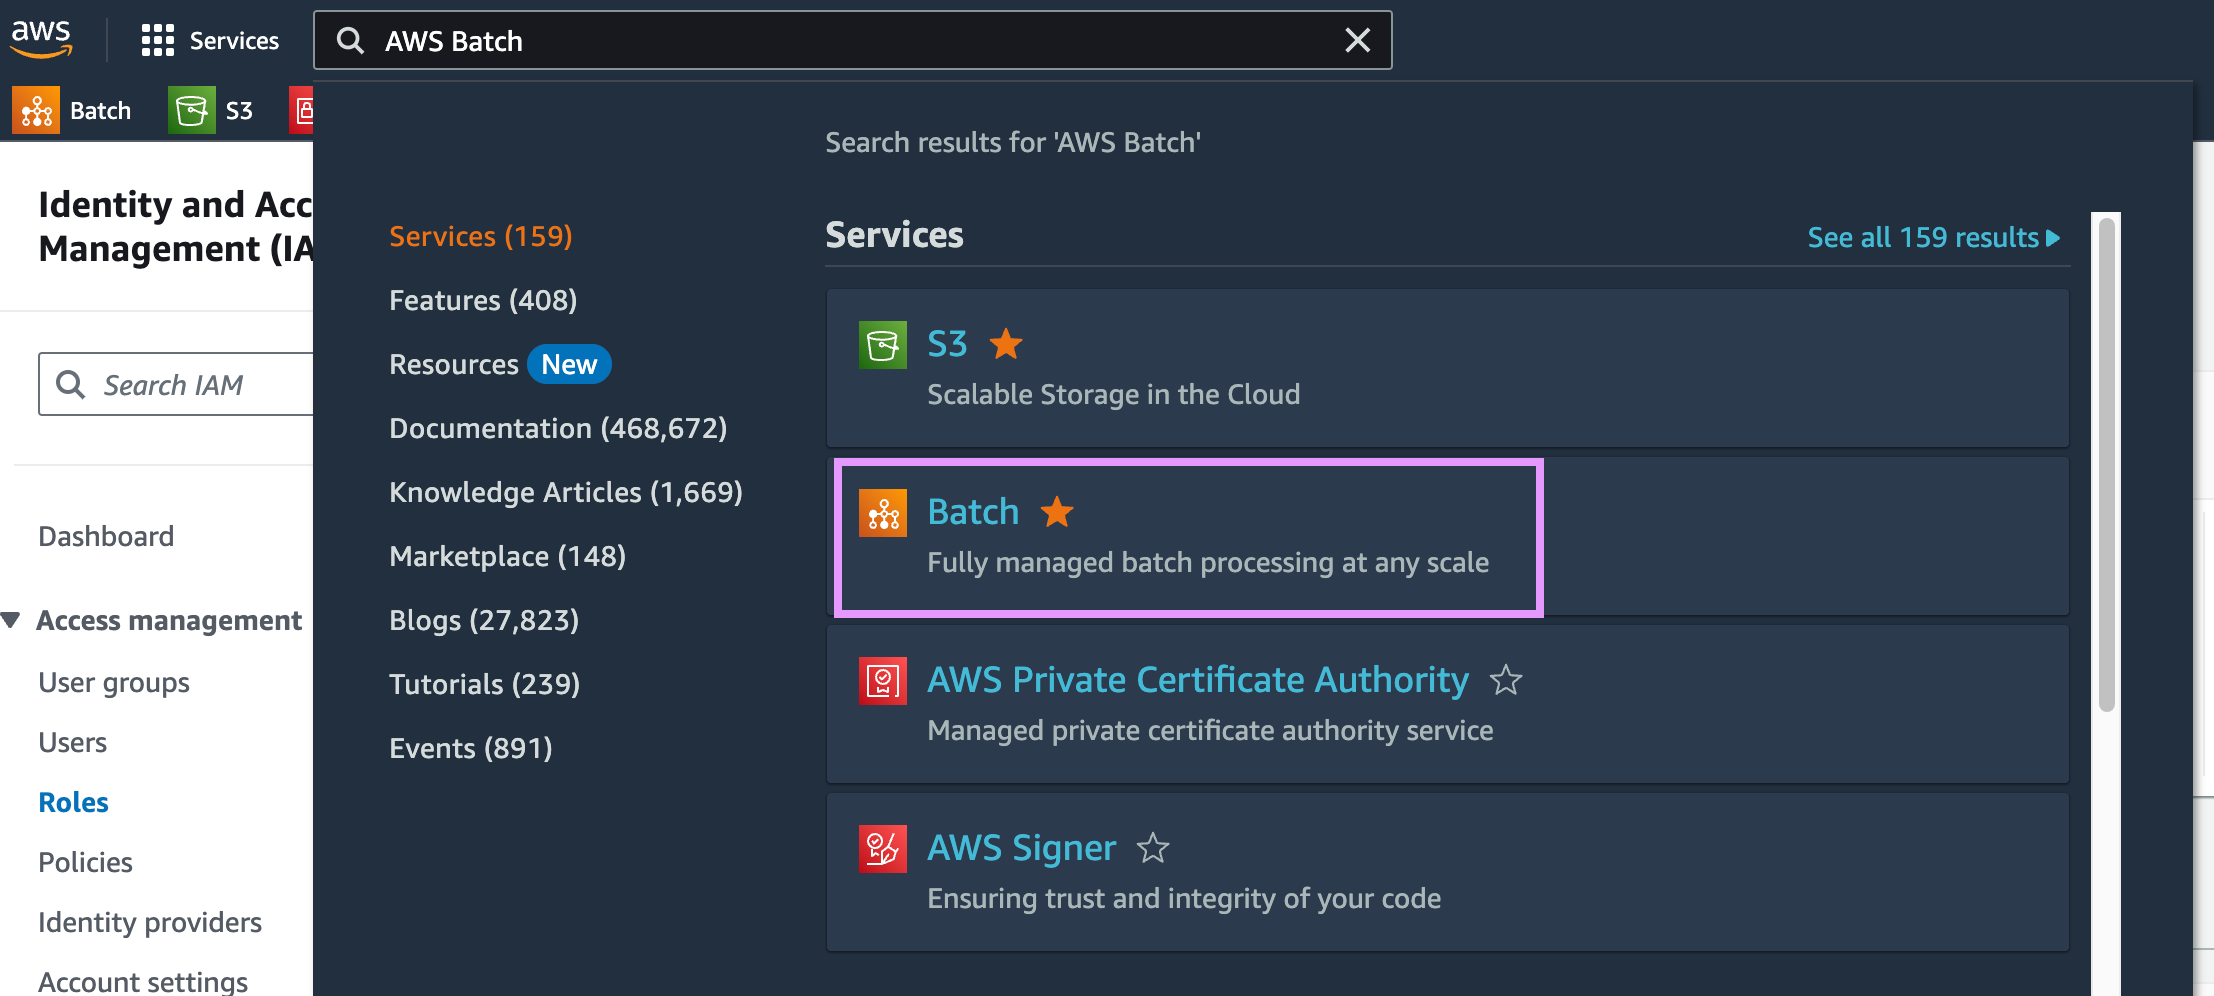 aws
Services
AWS Batch
Batch
S3
Search results for 'AWS Batch'
Identity and Acc
Management (IA
Search IAM
Dashboard
Access management
User groups
Users
Roles
Policies
Identity providers
Account settings
Services (159)
Features (408)
Resources New
Documentation (468,672)
Knowledge Articles (1,669)
Marketplace (148)
Blogs (27,823)
Tutorials (239)
Events (891)
Services
See all 159 results
S3
Scalable Storage in the Cloud
Batch
Fully managed batch processing at any scale
AWS Private Certificate Authority
Managed private certificate authority service
AWS Signer
Ensuring trust and integrity of your code